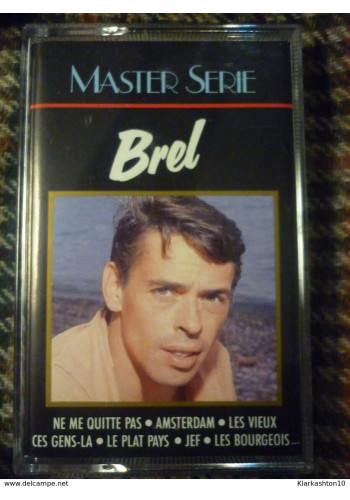 MASTER SERIE
Brel
NE ME QUITTE PAS • AMSTERDAM • LES VIEUX
CES GENS-LA • LE PLAT PAYS • JEF • LES BOURGEOIS...
delcampe.net
Klarkashton10